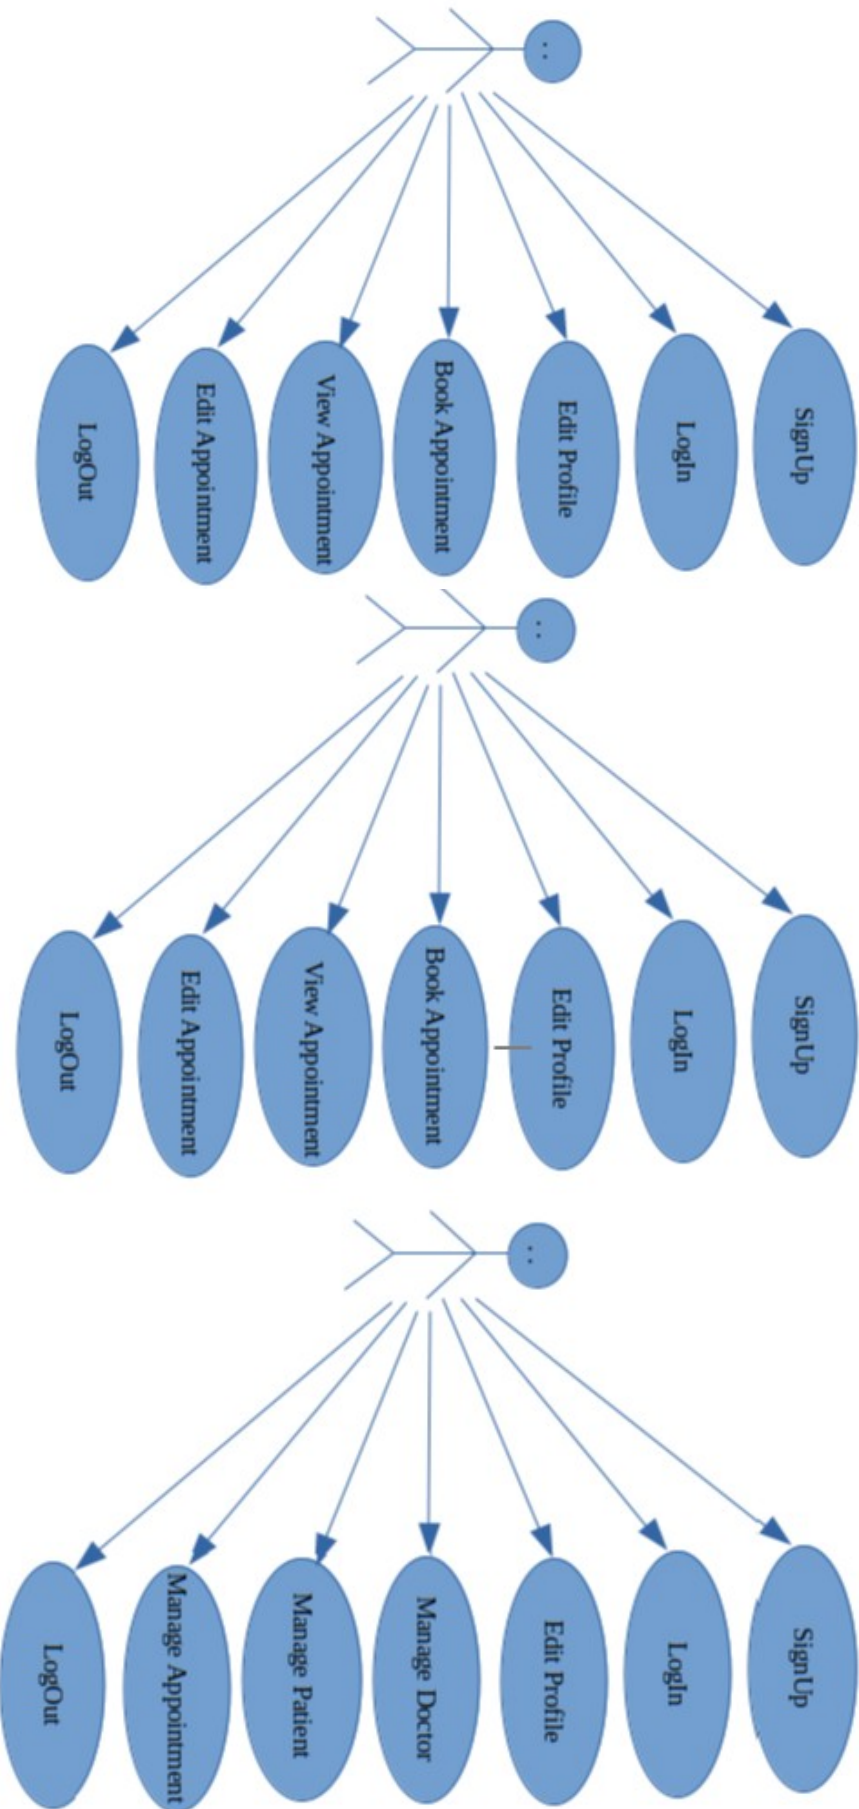 SignUp
LogIn
Edit Profile
Book Appointment
View Appointment
Edit Appointment
LogOut
SignUp
LogIn
Edit Profile
Book Appointment
View Appointment
Edit Appointment
LogOut
SignUp
LogIn
Edit Profile
Manage Doctor
Manage Patient
Manage Appointment
LogOut